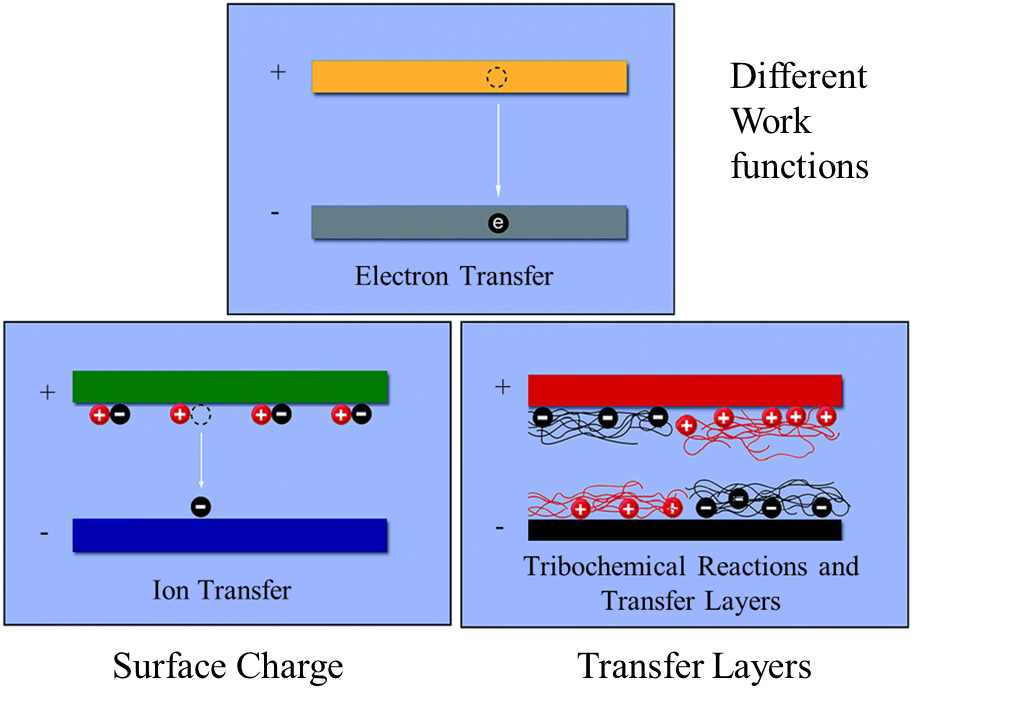 +
Different
Work
functions
-
e
Electron Transfer
+
+ - + + - + -
-
-
Ion Transfer
+
- - - + + + + +
+ + + - - - -
-
Tribochemical Reactions and
Transfer Layers
Surface Charge
Transfer Layers